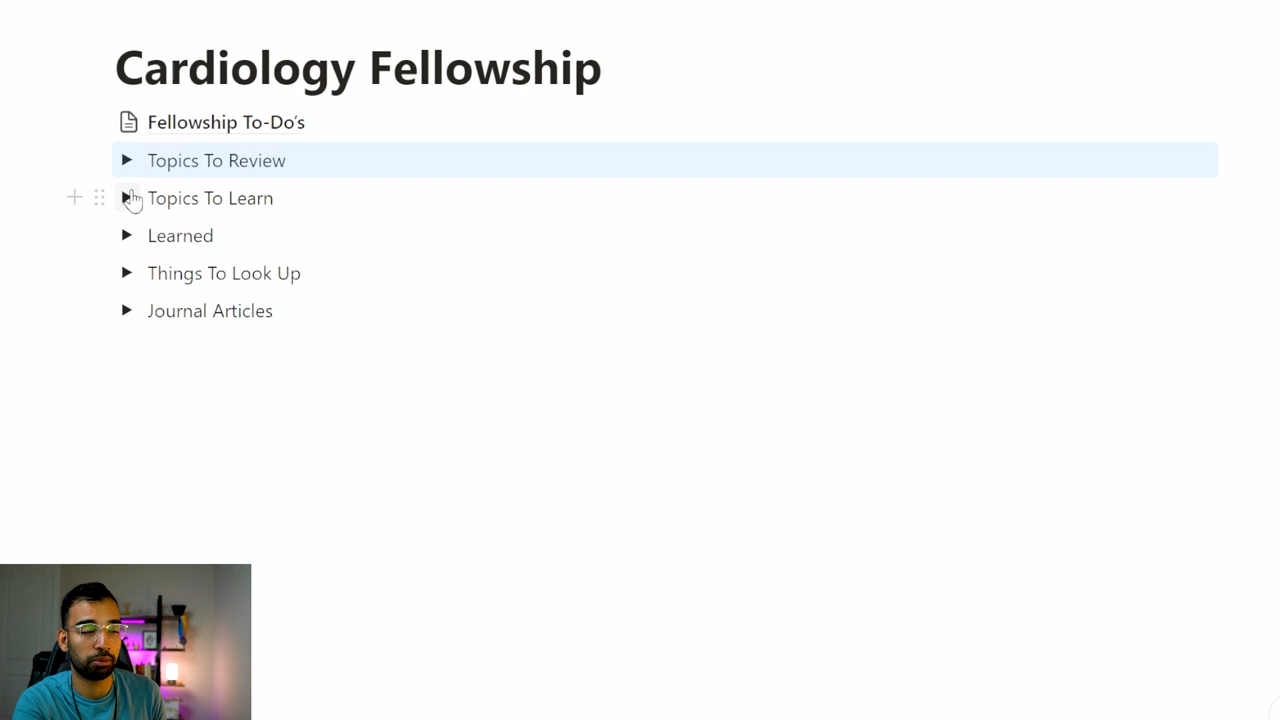 Cardiology Fellowship
Fellowship To-Do's
Topics To Review
Topics To Learn
Learned
Things To Look Up
Journal Articles